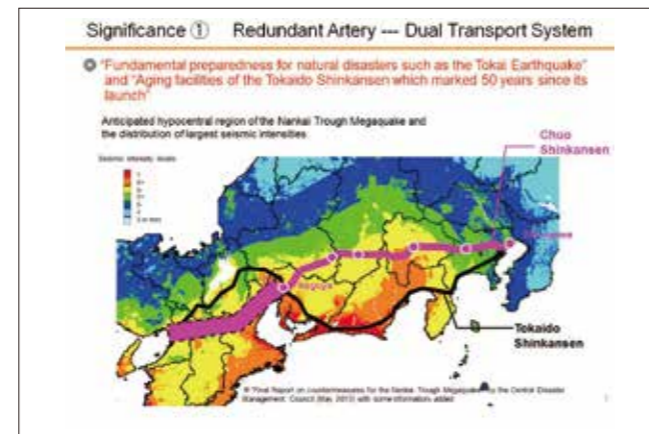 Significance ① Redundant Artery --- Dual Transport System
"Fundamental preparedness for natural disasters such as the Tokai Earthquake"
and "Aging facilities of the Tokaido Shinkansen which marked 50 years since its
launch"
Anticipated hypocentral region of the Nankai Trough Megaquake and
the distribution of largest seismic intensities
Chuo
Shinkansen
Seismic intensity
Nagoya
Tokaido
Shinkansen
"Final Report on countermeasures for the Nankai Trough Megaquake" by the Central Disaster
Management Council (May 2013) with some information added